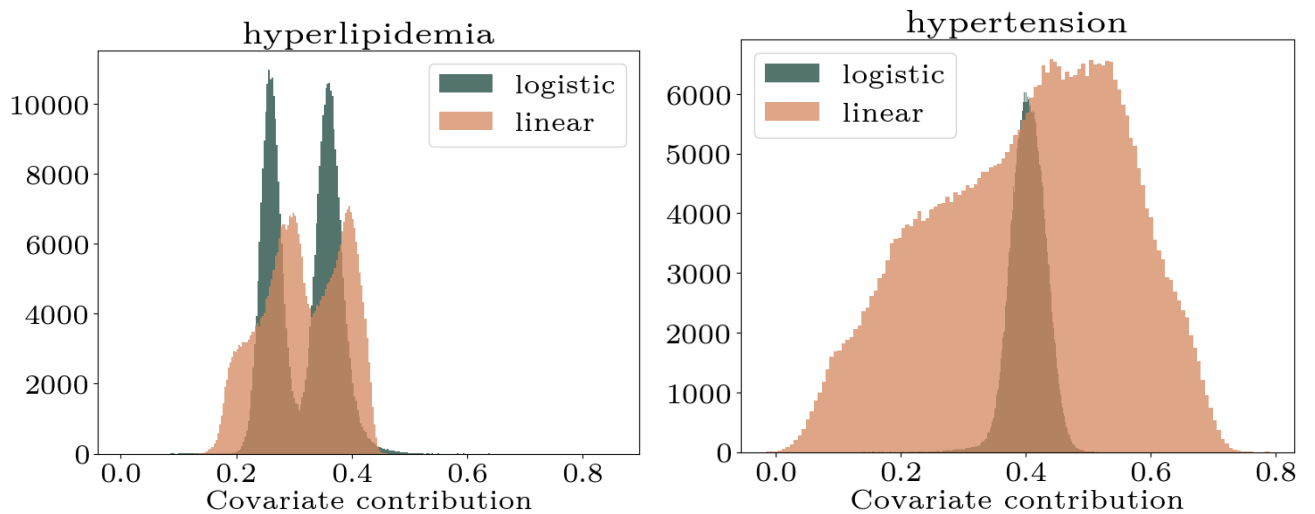 hyperlipidemia
logistic
linear
10000
8000
6000
4000
2000
0
0.0 0.2 0.4 0.6 0.8
Covariate contribution
hypertension
logistic
linear
6000
5000
4000
3000
2000
1000
0
0.0 0.2 0.4 0.6 0.8
Covariate contribution